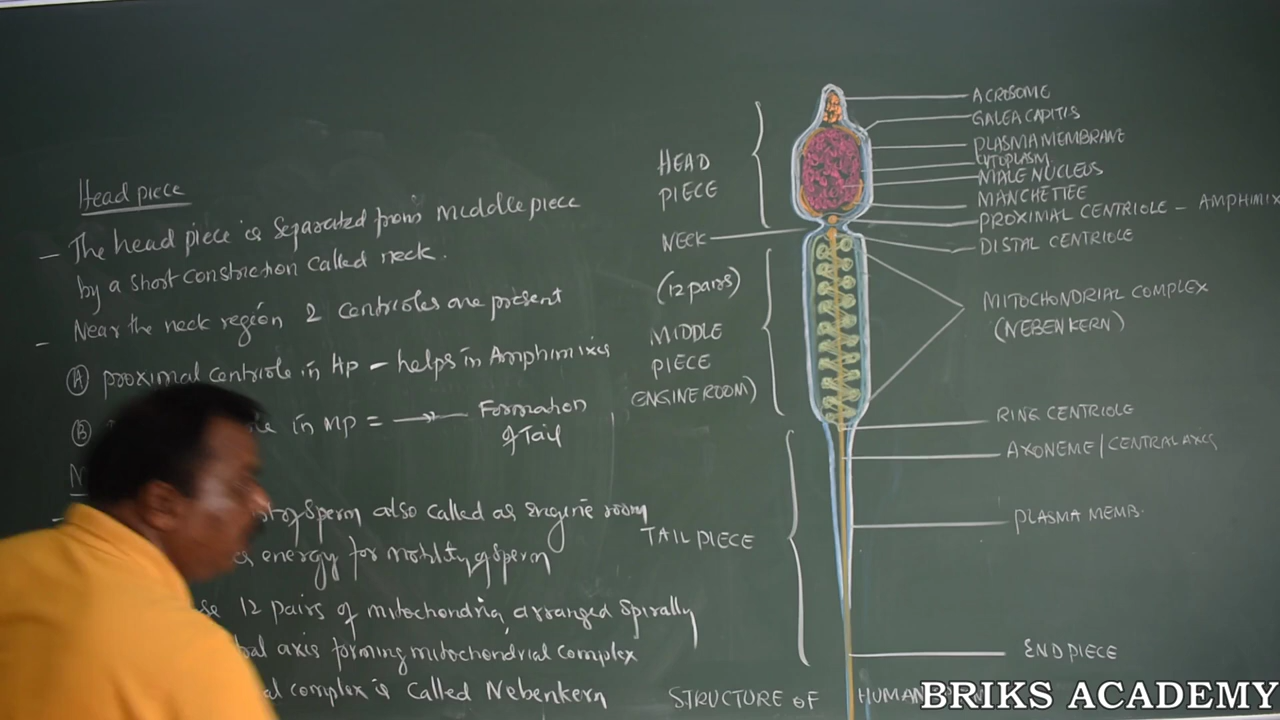 Head piece
– The head piece is separated from middle piece
by a short constriction called neck.
– Near the neck region 2 centrioles are present
Ⓐ proximal centriole in Hp – helps in Amphimixis
Ⓑ in MP = Formation
of Tail
of sperm also called as engine room
energy for motility of sperm
12 pairs of mitochndria, arranged spirally
axis forming mitochondrial complex
complex is called Nebenkern
HEAD
PIECE
NECK
(12 pairs)
MIDDLE
PIECE
ENGINE ROOM)
TAIL PIECE
ACROSOME
GALEA CAPITIS
PLASMA MEMBRANE
CYTOPLASM
MALE NUCLEUS
MANCHETTEE
PROXIMAL CENTRIOLE – AMPHIMIX
DISTAL CENTRIOLE
MITOCHONDRIAL COMPLEX
(NEBENKERN)
RING CENTRIOLE
AXONEME / CENTRAL AXIS
PLASMA MEMB.
END PIECE
STRUCTURE OF HUMAN
BRIKS ACADEMY